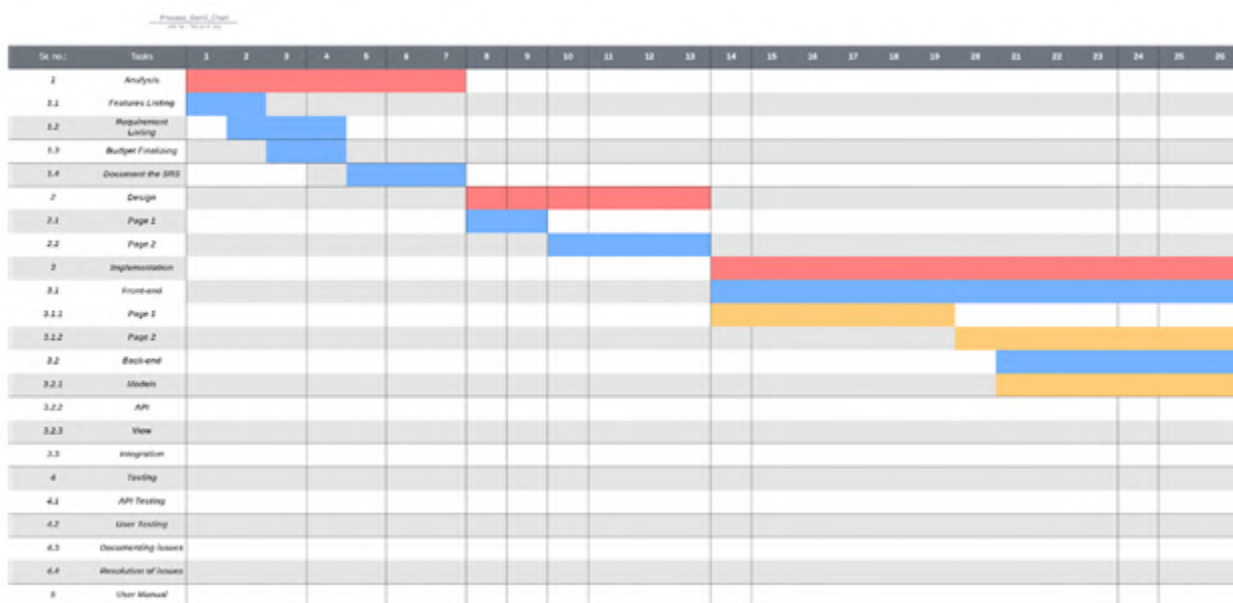 Process_Gantt_Chart
Sr. no.: Tasks 1 2 3 4 5 6 7 8 9 10 11 12 13 14 15 16 17 18 19 20 21 22 23 24 25 26
1 Analysis
1.1 Features Listing
1.2 Requirement
Listing
1.3 Budget Finalizing
1.4 Document the SRS
2 Design
2.1 Page 1
2.2 Page 2
3 Implementation
3.1 Front-end
3.1.1 Page 1
3.1.2 Page 2
3.2 Back-end
3.2.1 Models
3.2.2 API
3.2.3 View
3.3 Integration
4 Testing
4.1 API Testing
4.2 User Testing
4.3 Documenting Issues
4.4 Resolution of Issues
5 User Manual